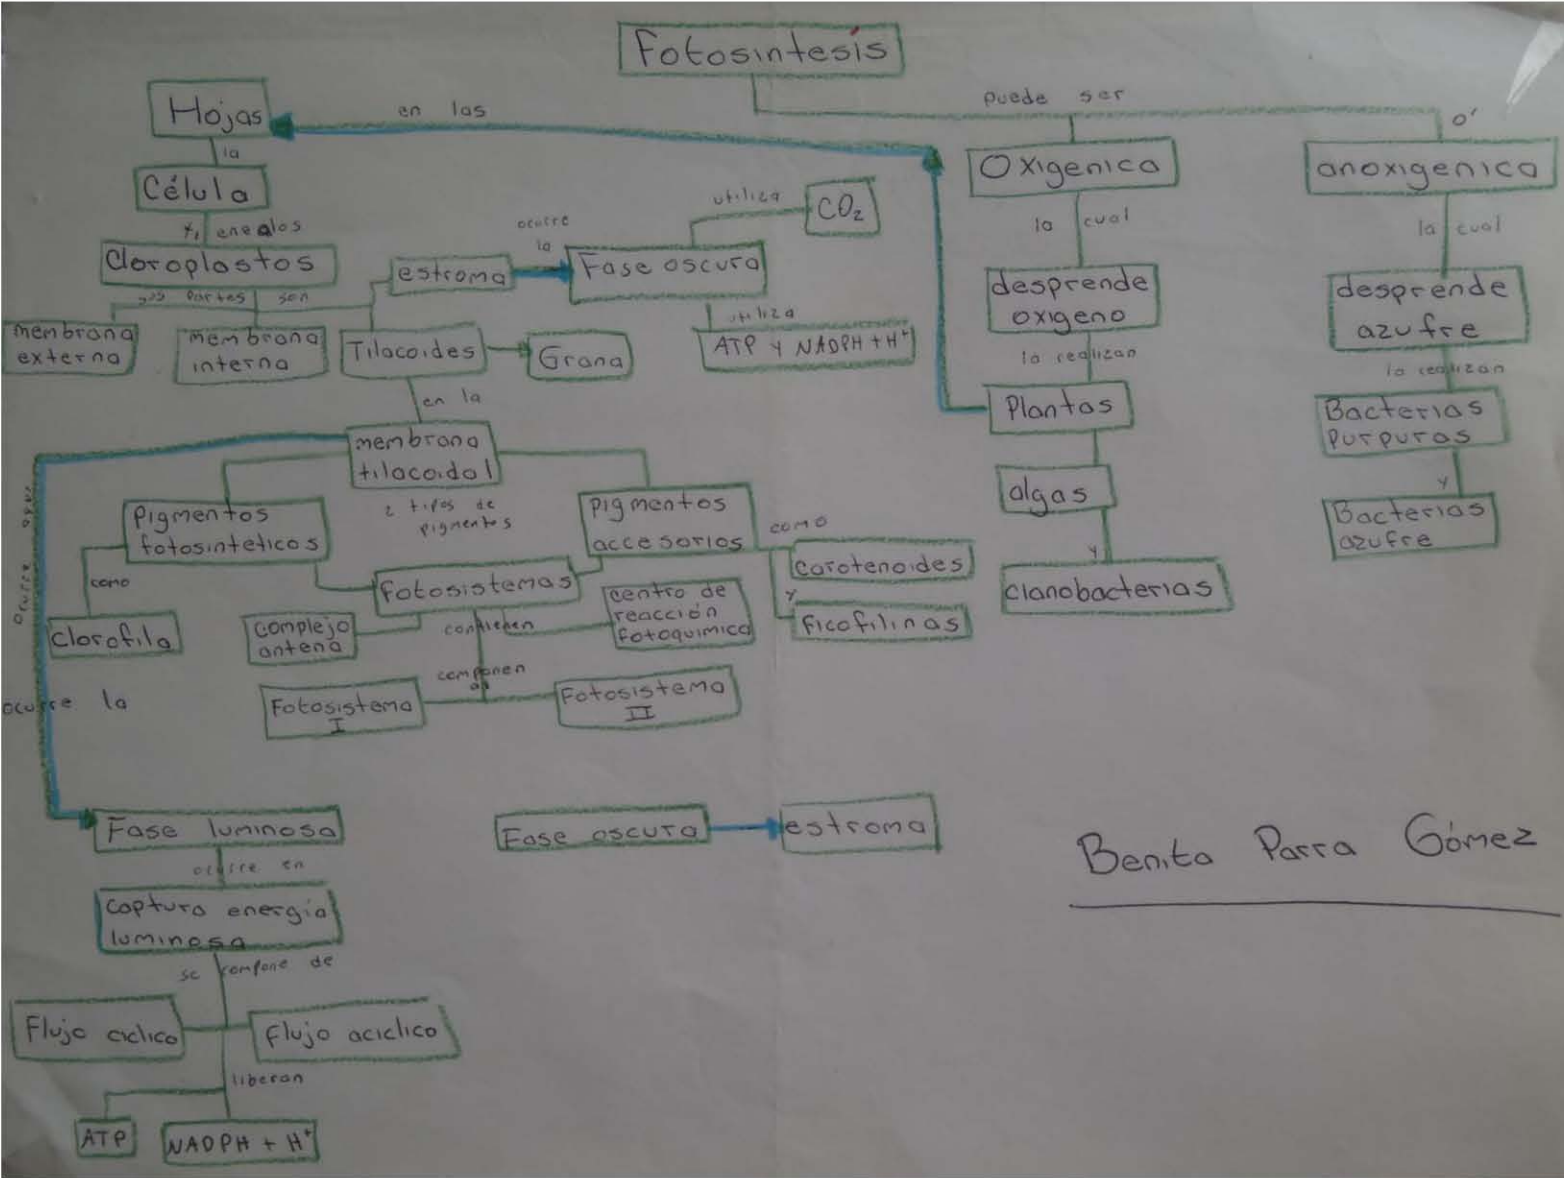 Fotosintesis
puede ser
o'
Hojas
en las
Oxigenica
anoxigenica
la
Célula
utiliza
CO₂
la cual
la cual
enealos
ocurre
la
Cloroplastos
estroma
Fase oscura
desprende
oxigeno
desprende
azufre
sus partes son
utiliza
membrana
externa
membrana
interna
Tilacoides
Grana
ATP y NADPH + H⁺
la realizan
la realizan
en la
Plantas
Bacterias
purpuras
membrana
tilacoidal
algas
y
2 tipos de
pigmentos
Pigmentos
fotosinteticos
pigmentos
accesorios
como
Bacterias
azufre
carotenoides
y
como
fotosistemas
centro de
reacción
fotoquimico
y
cianobacterias
clorofila
complejo
antena
contienen
ficofilinas
componen
Fotosistema
I
Fotosistema
II
ocurre la
Fase luminosa
Fase oscura
estroma
Benita Parra Gómez
ocurre en
captura energia
luminosa
se compone de
Flujo ciclico
flujo aciclico
liberan
ATP
NADPH + H⁺